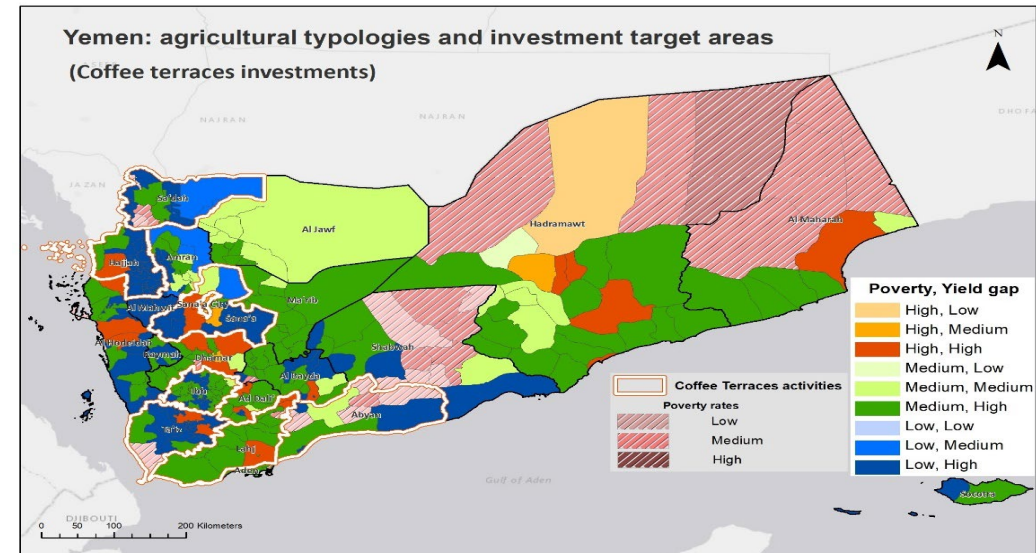 Yemen: agricultural typologies and investment target areas
(Coffee terraces investments)
N
NAJRAN
NAJRAN
JAZAN
Sa'dah
Al Jawf
Hadramawt
Al-Maharah
Hajjah
Amran
Ma'rib
Al Mahwit
Sana'a City
Sana'a
Shabwah
Al Hodeidah
Raymah
Dhamar
Al Bayda
Ibb
Ad Dali'
Abyan
Ta'iz
Lahj
Aden
Gulf of Aden
Socotra
DJIBOUTI
0 50 100 200 Kilometers
Coffee Terraces activities
Poverty rates
Low
Medium
High
Poverty, Yield gap
High, Low
High, Medium
High, High
Medium, Low
Medium, Medium
Medium, High
Low, Low
Low, Medium
Low, High